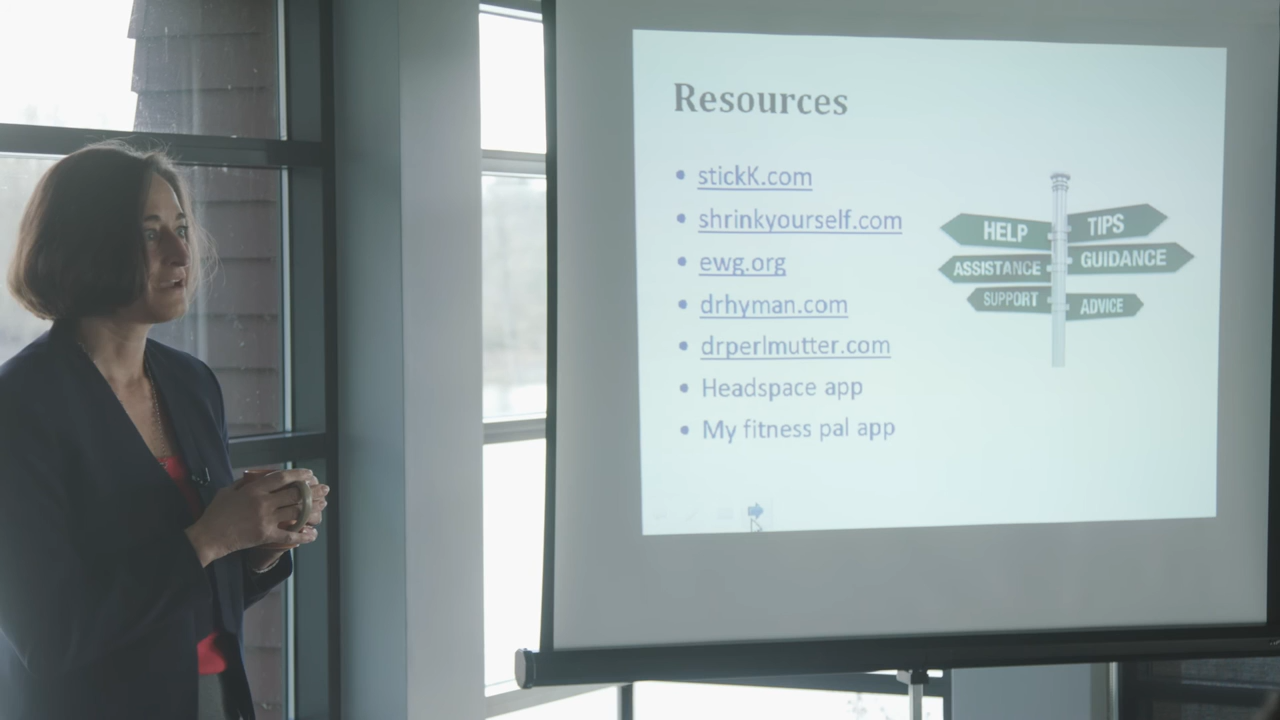 Resources
• stickK.com
• shrinkyourself.com
• ewg.org
• drhyman.com
• drperlmutter.com
• Headspace app
• My fitness pal app
HELP
TIPS
ASSISTANCE
GUIDANCE
SUPPORT
ADVICE